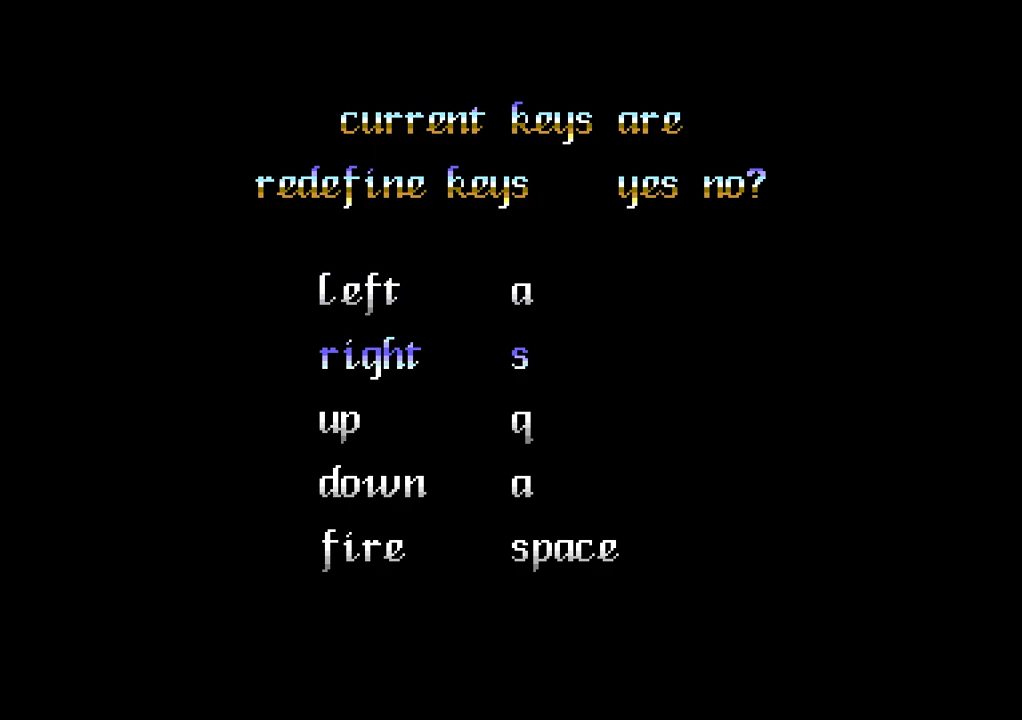 current keys are
redefine keys yes no?
left a
right s
up q
down a
fire space